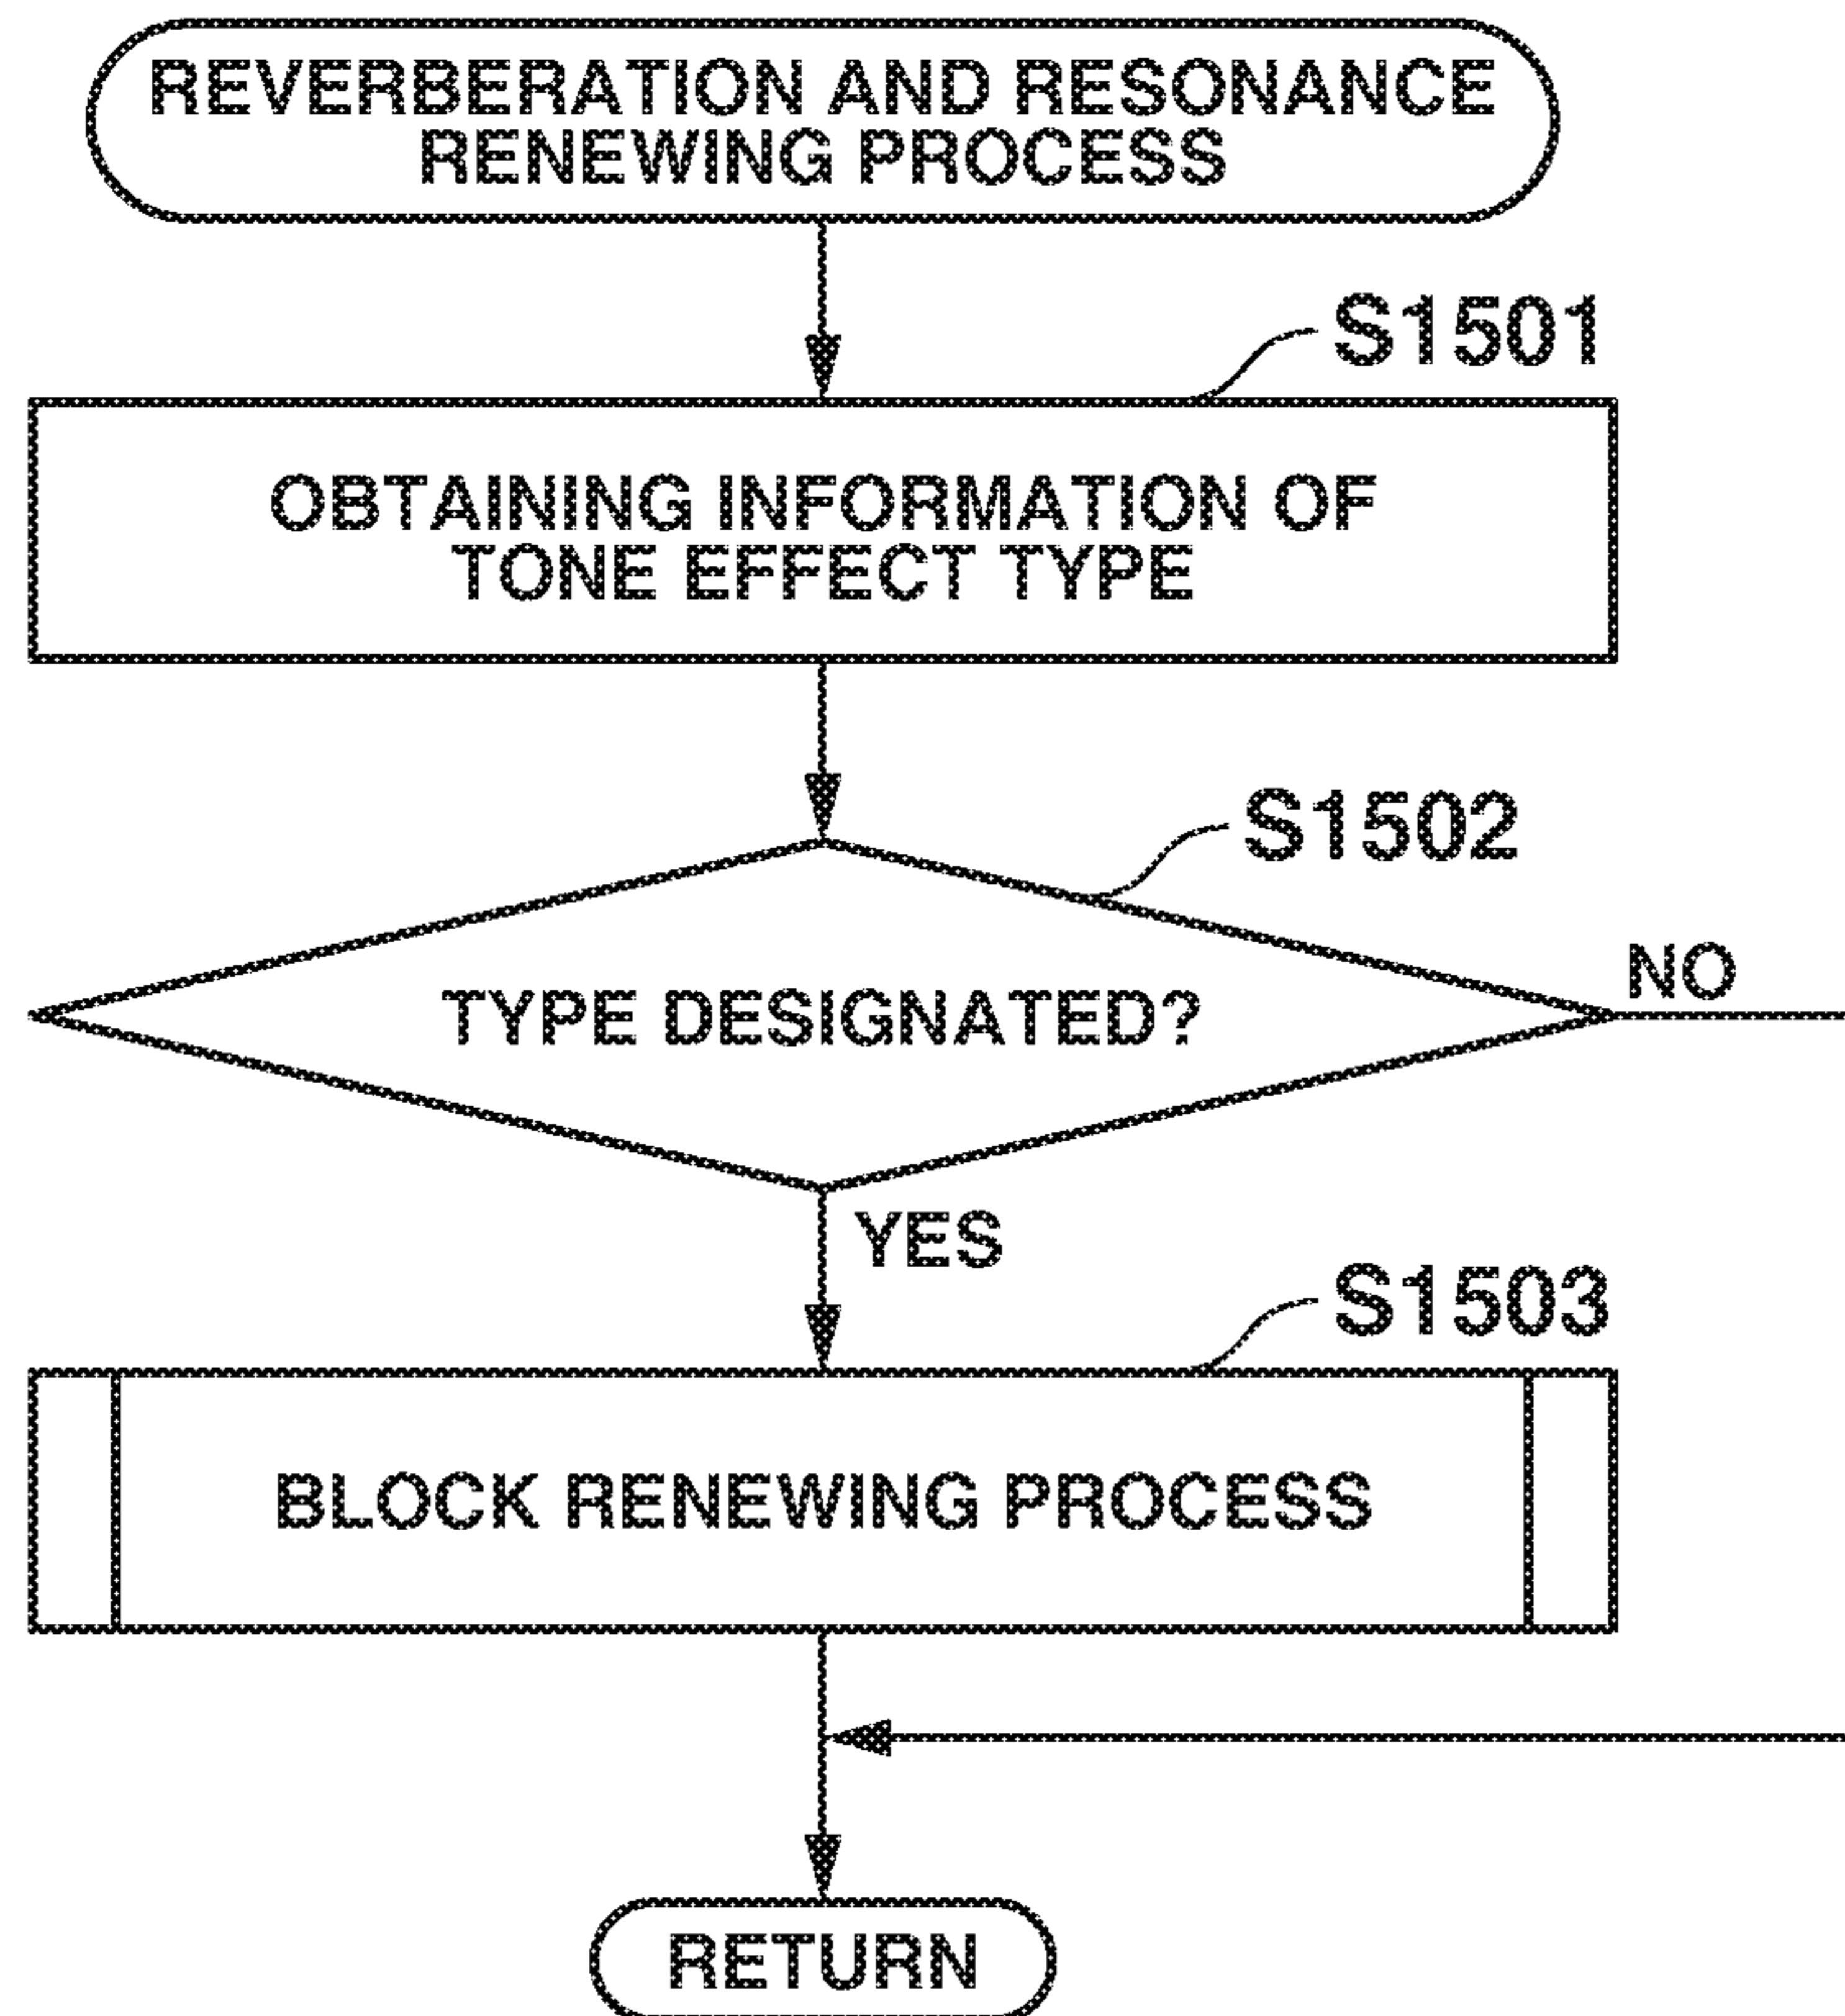 REVERBERATION AND RESONANCE
RENEWING PROCESS
S1501
OBTAINING INFORMATION OF
TONE EFFECT TYPE
S1502
TYPE DESIGNATED?
NO
YES
S1503
BLOCK RENEWING PROCESS
RETURN